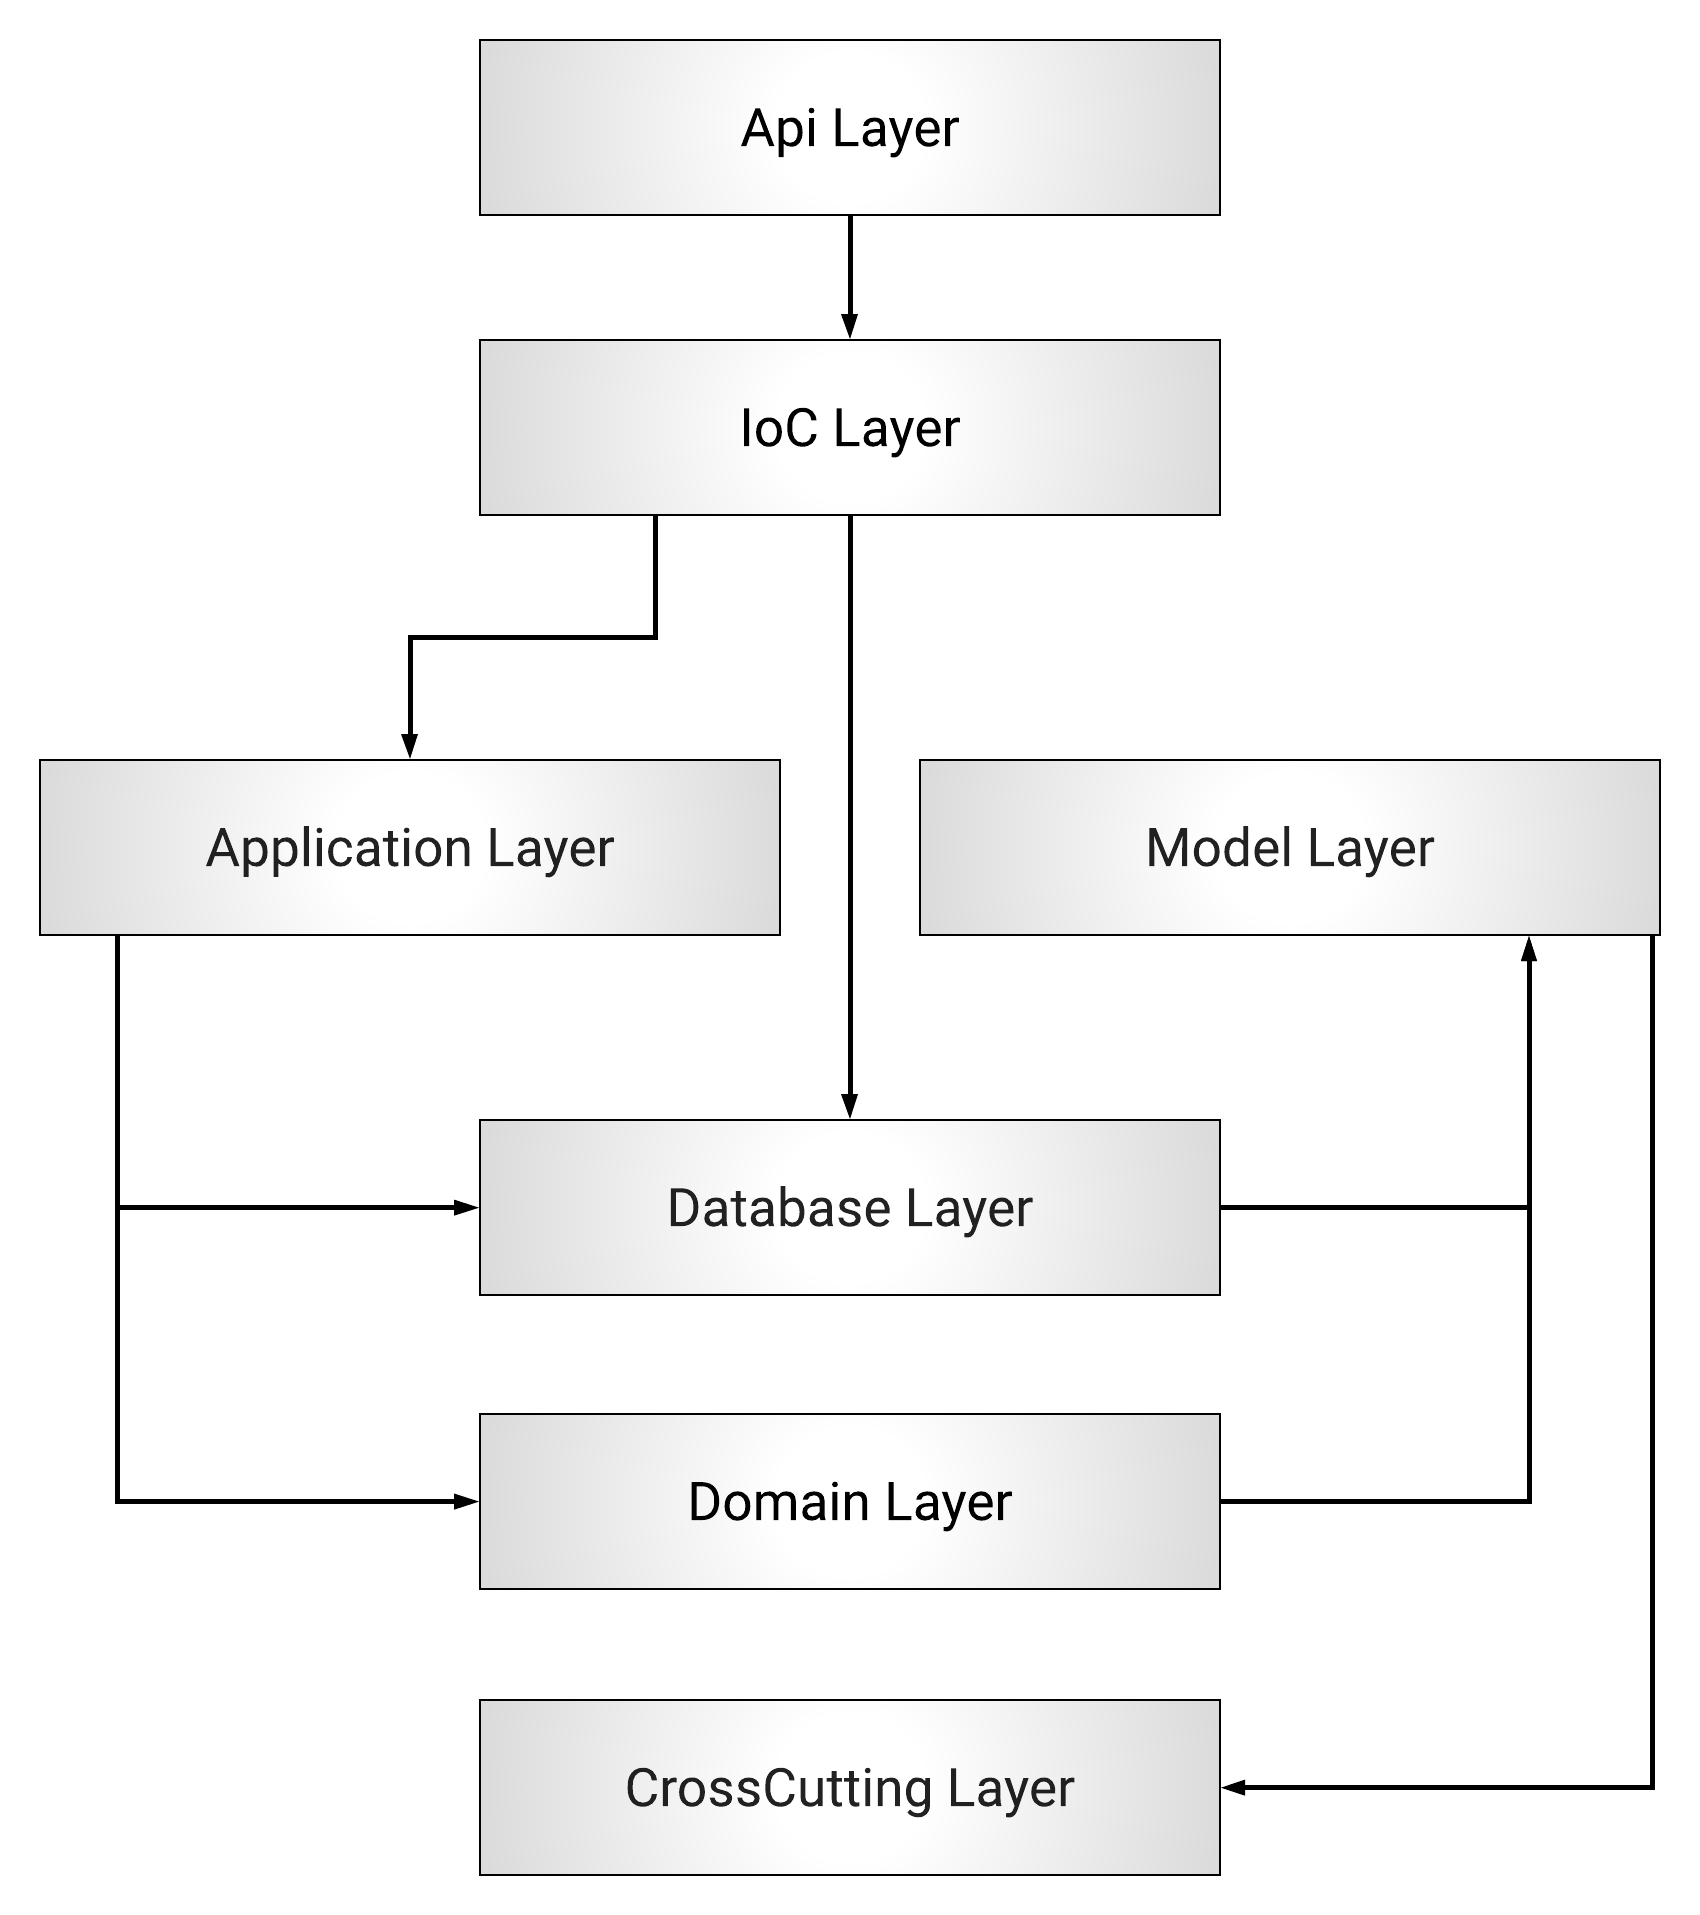 Api Layer
IoC Layer
Application Layer
Model Layer
Database Layer
Domain Layer
CrossCutting Layer